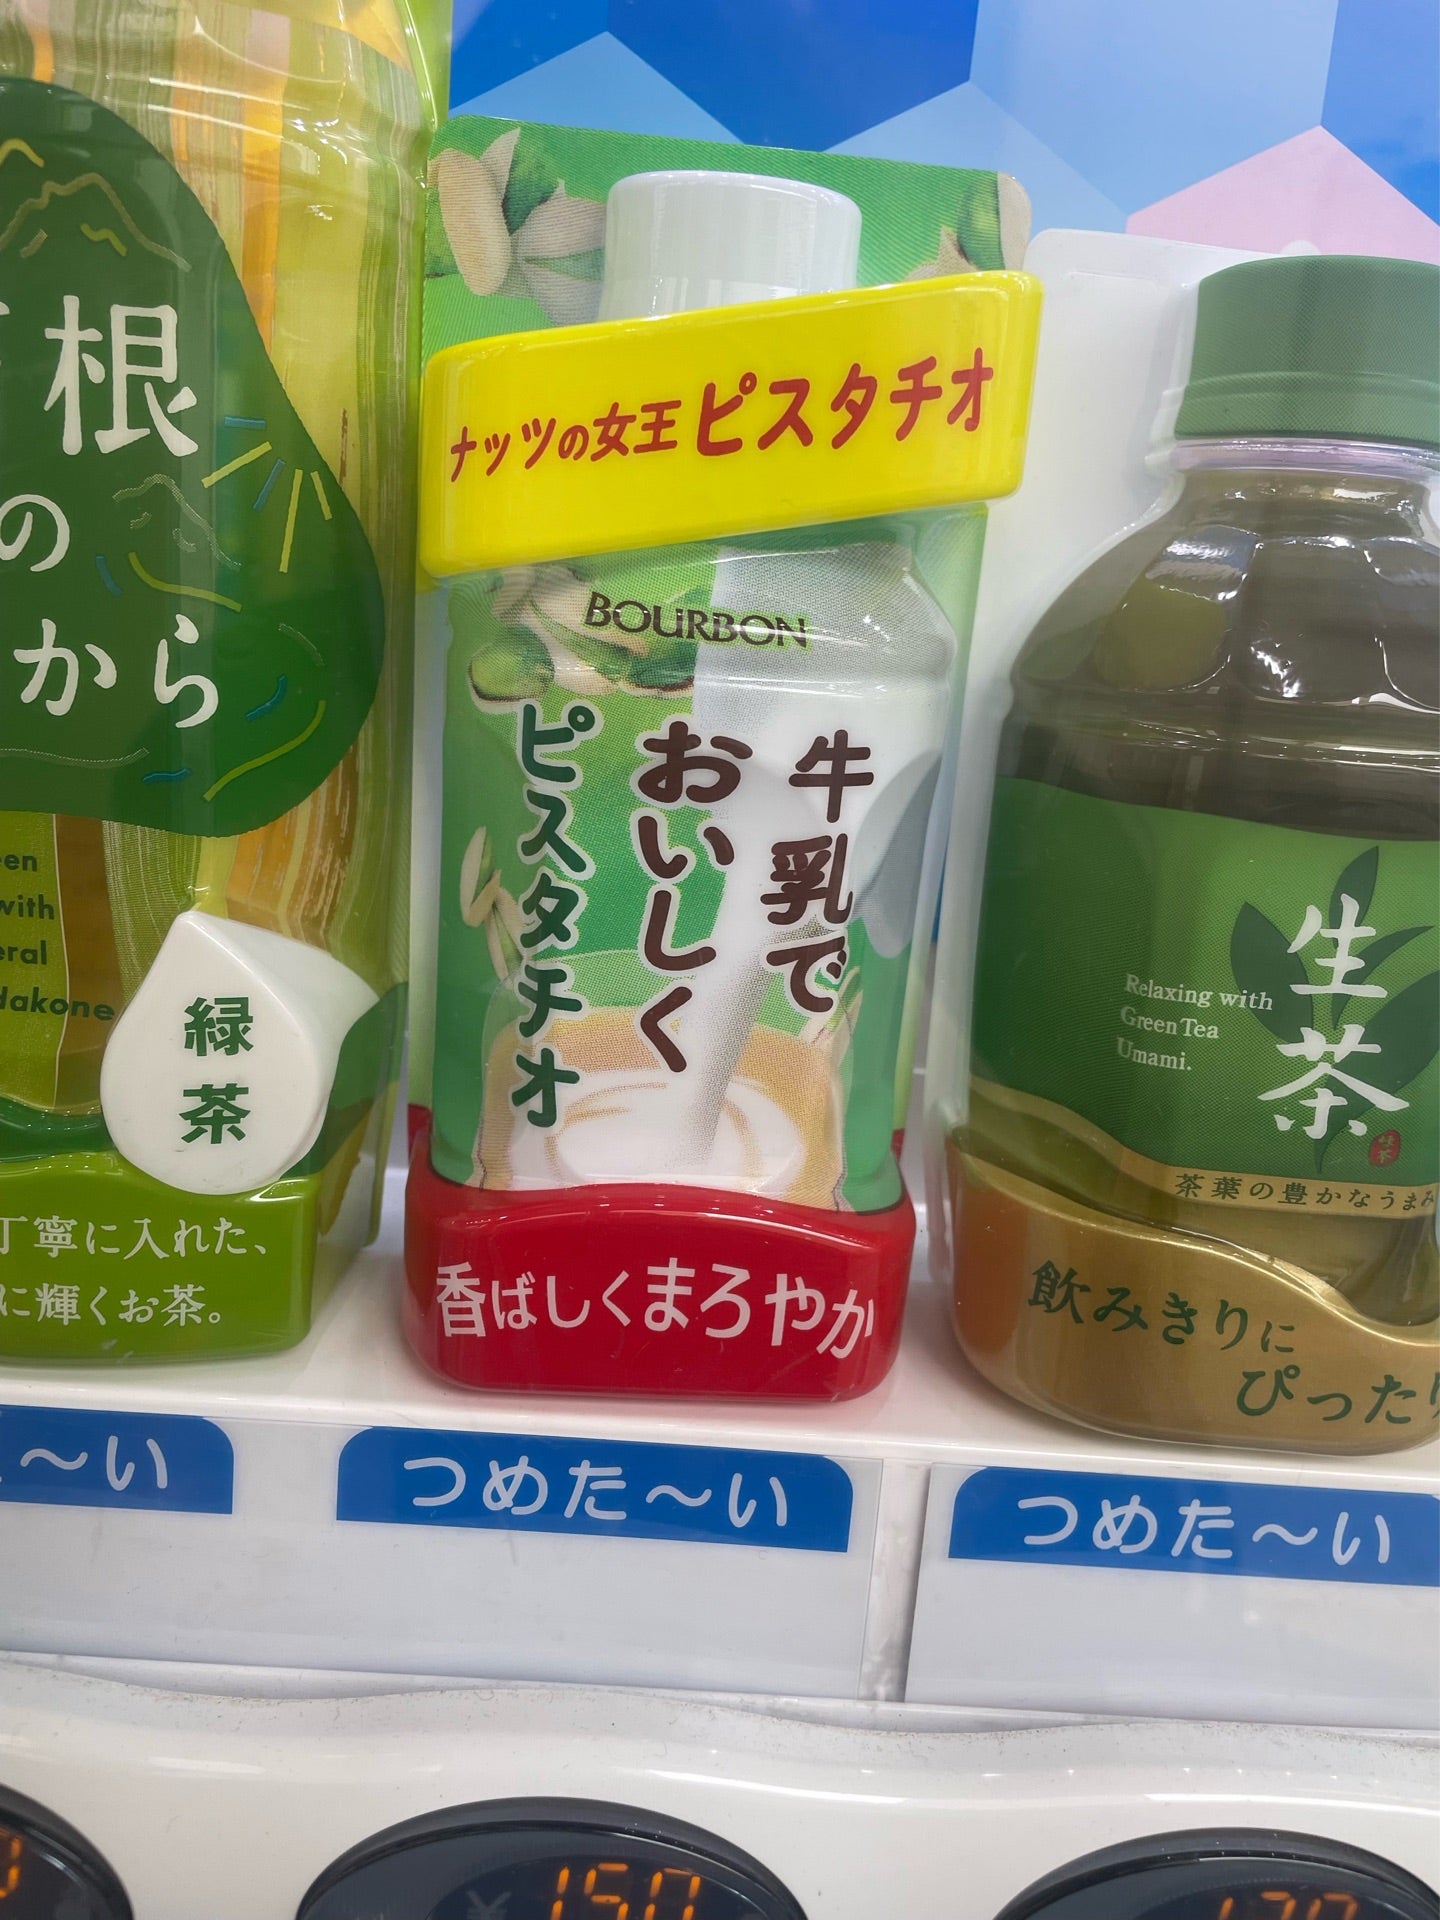 根
の
から
with
緑茶
丁寧に入れた、
に輝くお茶。
ナッツの女王ピスタチオ
BOURBON
牛乳で
おいしく
ピスタチオ
香ばしくまろやか
生茶
Relaxing with
Green Tea
Umami.
茶葉の豊かなうまみ
飲みきりに
ぴったり
〜い
つめた〜い
つめた〜い
¥ 150
170